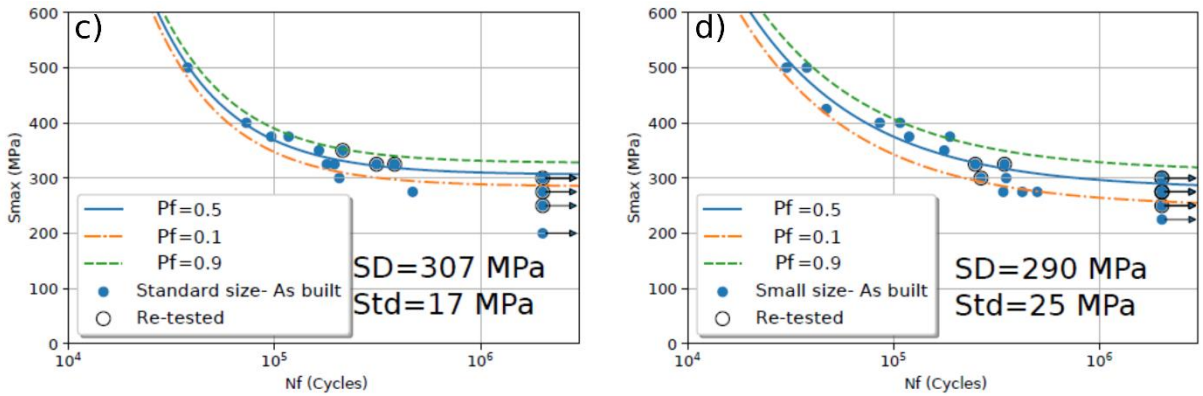 c)
600
500
400
300
200
100
0
Smax (MPa)
Pf=0.5
Pf=0.1
Pf=0.9
Standard size- As built
Re-tested
SD=307 MPa
Std=17 MPa
10^4
10^5
10^6
Nf (Cycles)
d)
600
500
400
300
200
100
0
Smax (MPa)
Pf=0.5
Pf=0.1
Pf=0.9
Small size- As built
Re-tested
SD=290 MPa
Std=25 MPa
10^4
10^5
10^6
Nf (Cycles)